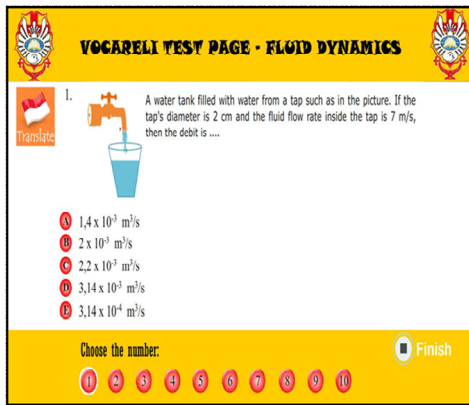 VOCARELI TEST PAGE - FLUID DYNAMICS
1.
A water tank filled with water from a tap such as in the picture. If the
tap's diameter is 2 cm and the fluid flow rate inside the tap is 7 m/s,
then the debit is ....
Translate
A 1,4 x 10⁻³ m³/s
B 2 x 10⁻³ m³/s
C 2,2 x 10⁻³ m³/s
D 3,14 x 10⁻³ m³/s
E 3,14 x 10⁻⁴ m³/s
Choose the number:
Finish
1 2 3 4 5 6 7 8 9 10